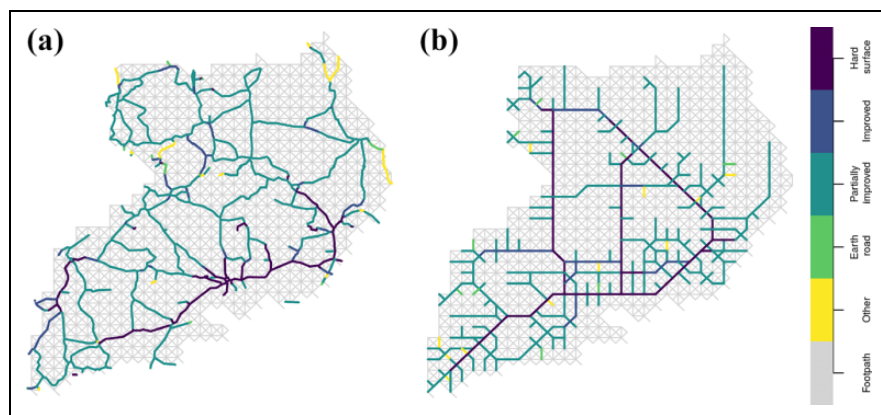 (a)
(b)
Hard
surface
Improved
Partially
improved
Earth
road
Other
Footpath